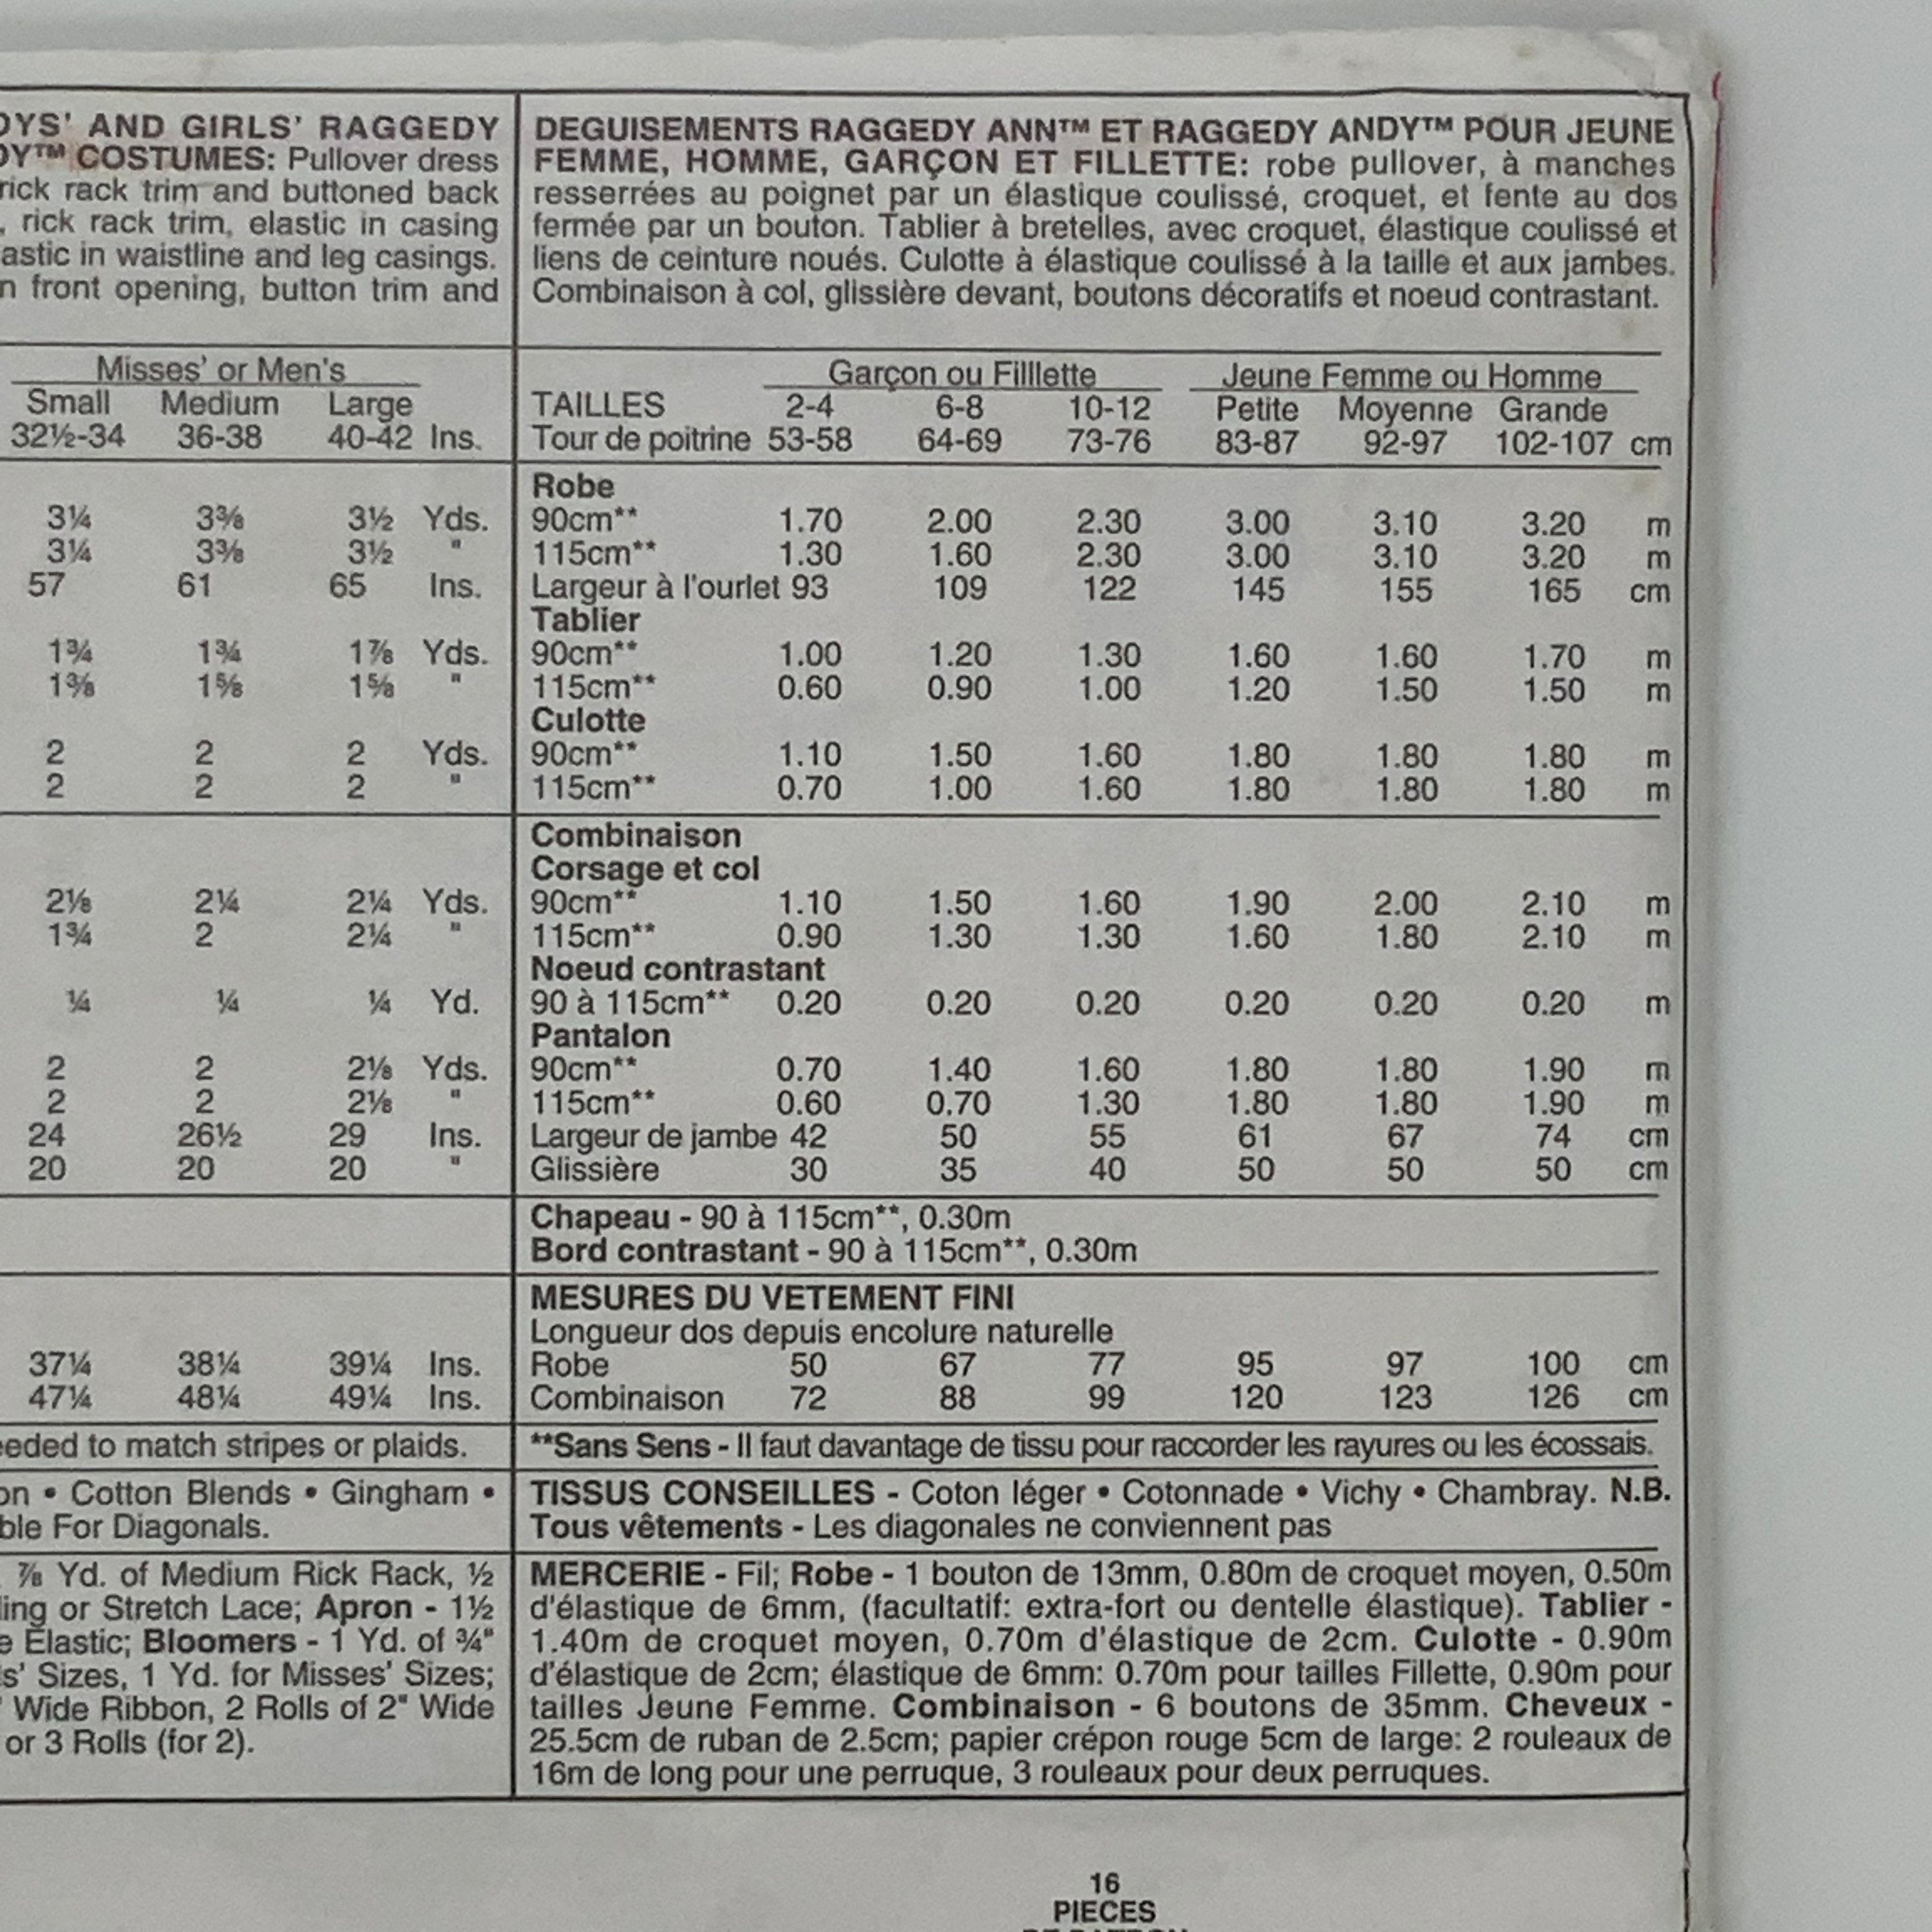 OYS' AND GIRLS' RAGGEDY
DY™ COSTUMES: Pullover dress
rick rack trim and buttoned back
, rick rack trim, elastic in casing
astic in waistline and leg casings.
n front opening, button trim and
Misses' or Men's
Small Medium Large
32½-34 36-38 40-42 Ins.
3¼ 3⅜ 3½ Yds.
3¼ 3⅜ 3½ "
57 61 65 Ins.
1¾ 1¾ 1⅞ Yds.
1⅜ 1⅝ 1⅝ "
2 2 2 Yds.
2 2 2 "
2⅛ 2¼ 2¼ Yds.
1¾ 2 2¼ "
¼ ¼ ¼ Yd.
2 2 2⅛ Yds.
2 2 2⅛ "
24 26½ 29 Ins.
20 20 20 "
37¼ 38¼ 39¼ Ins.
47¼ 48¼ 49¼ Ins.
eeded to match stripes or plaids.
on • Cotton Blends • Gingham •
ble For Diagonals.
⅞ Yd. of Medium Rick Rack, ½
ling or Stretch Lace; Apron - 1½
e Elastic; Bloomers - 1 Yd. of ¾"
s' Sizes, 1 Yd. for Misses' Sizes;
" Wide Ribbon, 2 Rolls of 2" Wide
or 3 Rolls (for 2).
DEGUISEMENTS RAGGEDY ANN™ ET RAGGEDY ANDY™ POUR JEUNE
FEMME, HOMME, GARÇON ET FILLETTE: robe pullover, à manches
resserrées au poignet par un élastique coulissé, croquet, et fente au dos
fermée par un bouton. Tablier à bretelles, avec croquet, élastique coulissé et
liens de ceinture noués. Culotte à élastique coulissé à la taille et aux jambes.
Combinaison à col, glissière devant, boutons décoratifs et noeud contrastant.
Garçon ou Filllette Jeune Femme ou Homme
TAILLES 2-4 6-8 10-12 Petite Moyenne Grande
Tour de poitrine 53-58 64-69 73-76 83-87 92-97 102-107 cm
Robe
90cm** 1.70 2.00 2.30 3.00 3.10 3.20 m
115cm** 1.30 1.60 2.30 3.00 3.10 3.20 m
Largeur à l'ourlet 93 109 122 145 155 165 cm
Tablier
90cm** 1.00 1.20 1.30 1.60 1.60 1.70 m
115cm** 0.60 0.90 1.00 1.20 1.50 1.50 m
Culotte
90cm** 1.10 1.50 1.60 1.80 1.80 1.80 m
115cm** 0.70 1.00 1.60 1.80 1.80 1.80 m
Combinaison
Corsage et col
90cm** 1.10 1.50 1.60 1.90 2.00 2.10 m
115cm** 0.90 1.30 1.30 1.60 1.80 2.10 m
Noeud contrastant
90 à 115cm** 0.20 0.20 0.20 0.20 0.20 0.20 m
Pantalon
90cm** 0.70 1.40 1.60 1.80 1.80 1.90 m
115cm** 0.60 0.70 1.30 1.80 1.80 1.90 m
Largeur de jambe 42 50 55 61 67 74 cm
Glissière 30 35 40 50 50 50 cm
Chapeau - 90 à 115cm**, 0.30m
Bord contrastant - 90 à 115cm**, 0.30m
MESURES DU VETEMENT FINI
Longueur dos depuis encolure naturelle
Robe 50 67 77 95 97 100 cm
Combinaison 72 88 99 120 123 126 cm
**Sans Sens - Il faut davantage de tissu pour raccorder les rayures ou les écossais.
TISSUS CONSEILLES - Coton léger • Cotonnade • Vichy • Chambray. N.B.
Tous vêtements - Les diagonales ne conviennent pas
MERCERIE - Fil; Robe - 1 bouton de 13mm, 0.80m de croquet moyen, 0.50m
d'élastique de 6mm, (facultatif: extra-fort ou dentelle élastique). Tablier -
1.40m de croquet moyen, 0.70m d'élastique de 2cm. Culotte - 0.90m
d'élastique de 2cm; élastique de 6mm: 0.70m pour tailles Fillette, 0.90m pour
tailles Jeune Femme. Combinaison - 6 boutons de 35mm. Cheveux -
25.5cm de ruban de 2.5cm; papier crépon rouge 5cm de large: 2 rouleaux de
16m de long pour une perruque, 3 rouleaux pour deux perruques.
16
PIECES